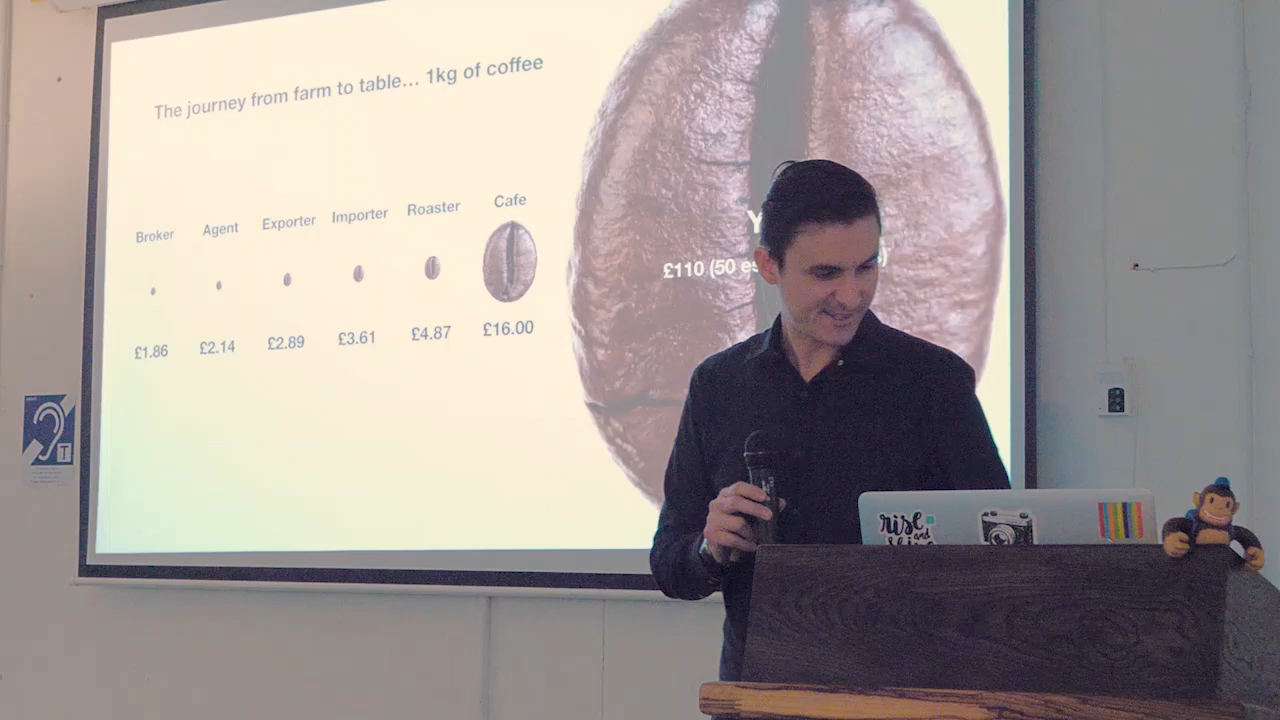 The journey from farm to table... 1kg of coffee
Broker Agent Exporter Importer Roaster Cafe
£1.86 £2.14 £2.89 £3.61 £4.87 £16.00
£110 (50
T
rise
and